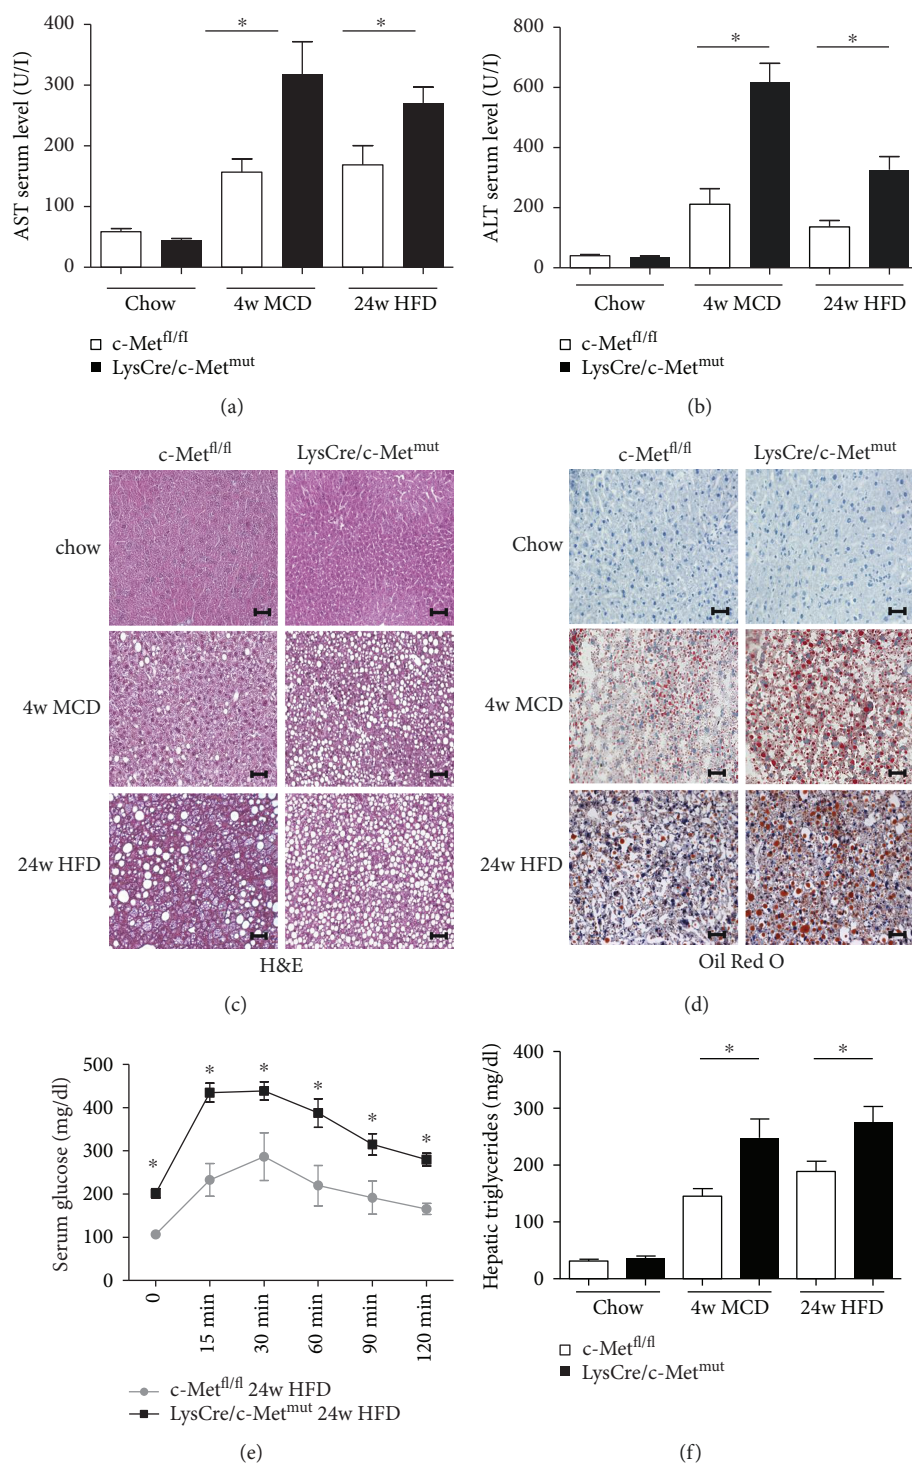 AST serum level (U/I)
400
300
200
100
0
* *
Chow 4w MCD 24w HFD
c-Met^fl/fl
LysCre/c-Met^mut
(a)
ALT serum level (U/I)
800
600
400
200
0
* *
Chow 4w MCD 24w HFD
c-Met^fl/fl
LysCre/c-Met^mut
(b)
c-Met^fl/fl LysCre/c-Met^mut
chow
4w MCD
24w HFD
H&E
(c)
c-Met^fl/fl LysCre/c-Met^mut
Chow
4w MCD
24w HFD
Oil Red O
(d)
Serum glucose (mg/dl)
500
400
300
200
100
0
* * * * * *
0 15 min 30 min 60 min 90 min 120 min
c-Met^fl/fl 24w HFD
LysCre/c-Met^mut 24w HFD
(e)
Hepatic triglycerides (mg/dl)
400
300
200
100
0
* *
Chow 4w MCD 24w HFD
c-Met^fl/fl
LysCre/c-Met^mut
(f)